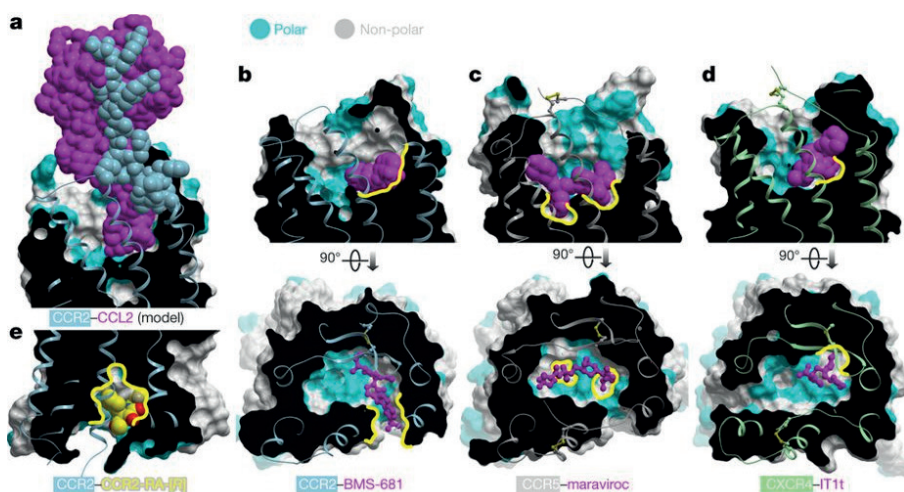 a
Polar Non-polar
b
c
d
90°
90°
90°
CCR2–CCL2 (model)
e
CCR2–CCR2-RA-[R]
CCR2–BMS-681
CCR5–maraviroc
CXCR4–IT1t